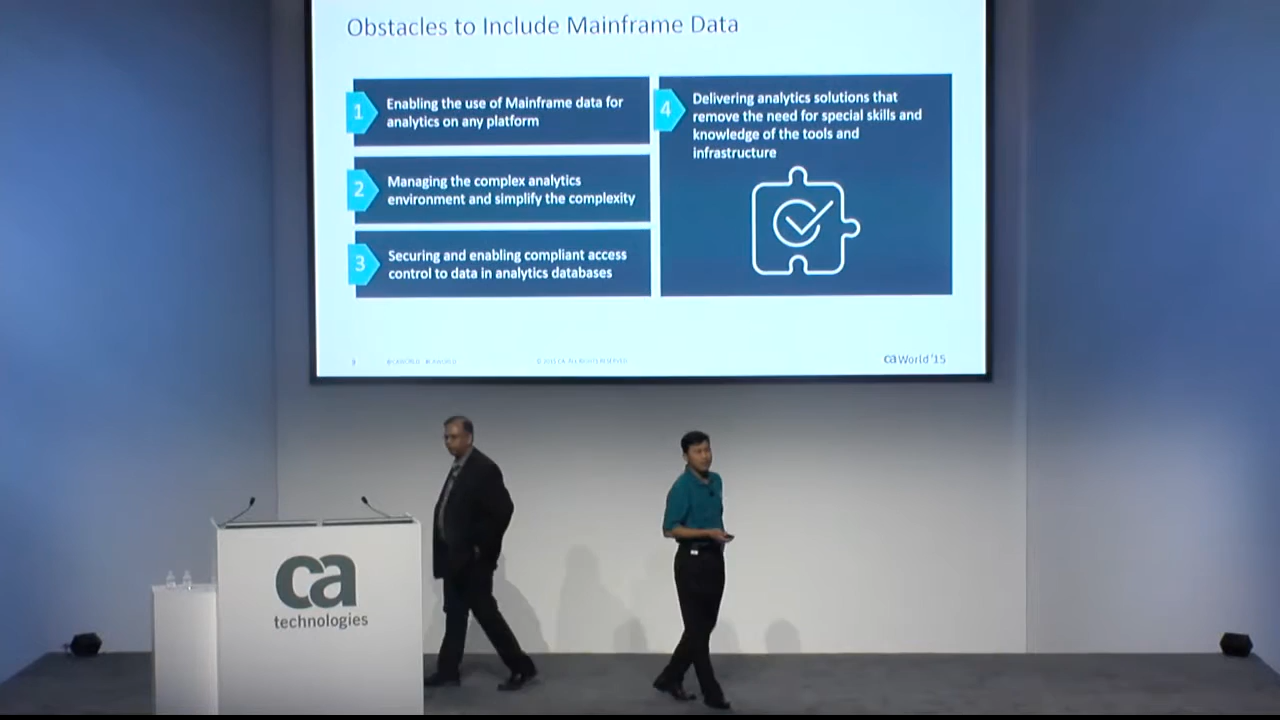 Obstacles to Include Mainframe Data
1
Enabling the use of Mainframe data for
analytics on any platform
2
Managing the complex analytics
environment and simplify the complexity
3
Securing and enabling compliant access
control to data in analytics databases
4
Delivering analytics solutions that
remove the need for special skills and
knowledge of the tools and
infrastructure
ca World '15
ca
technologies